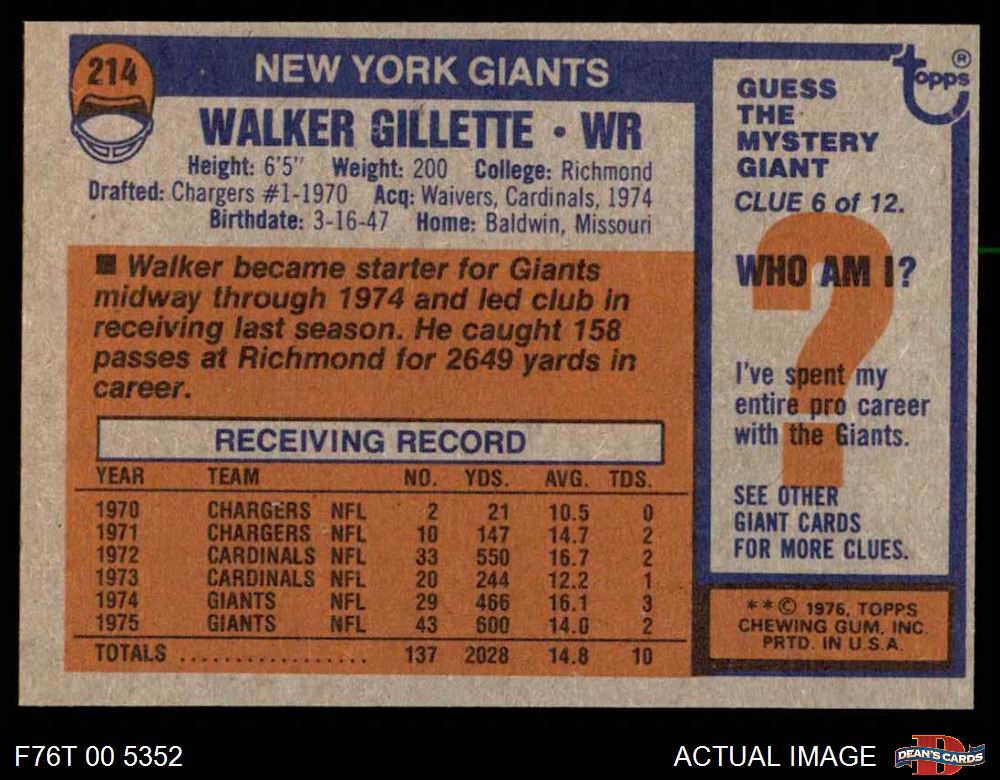 214
NEW YORK GIANTS
WALKER GILLETTE • WR
Height: 6'5" Weight: 200 College: Richmond
Drafted: Chargers #1-1970 Acq: Waivers, Cardinals, 1974
Birthdate: 3-16-47 Home: Baldwin, Missouri
■ Walker became starter for Giants
midway through 1974 and led club in
receiving last season. He caught 158
passes at Richmond for 2649 yards in
career.
RECEIVING RECORD
YEAR TEAM NO. YDS. AVG. TDS.
1970 CHARGERS NFL 2 21 10.5 0
1971 CHARGERS NFL 10 147 14.7 2
1972 CARDINALS NFL 33 550 16.7 2
1973 CARDINALS NFL 20 244 12.2 1
1974 GIANTS NFL 29 466 16.1 3
1975 GIANTS NFL 43 600 14.0 2
TOTALS .................. 137 2028 14.8 10
topps®
GUESS
THE
MYSTERY
GIANT
CLUE 6 of 12.
?
WHO AM I?
I've spent my
entire pro career
with the Giants.
SEE OTHER
GIANT CARDS
FOR MORE CLUES.
**© 1976, TOPPS
CHEWING GUM, INC.
PRTD. IN U.S.A.
F76T 00 5352
ACTUAL IMAGE
D
DEAN'S CARDS